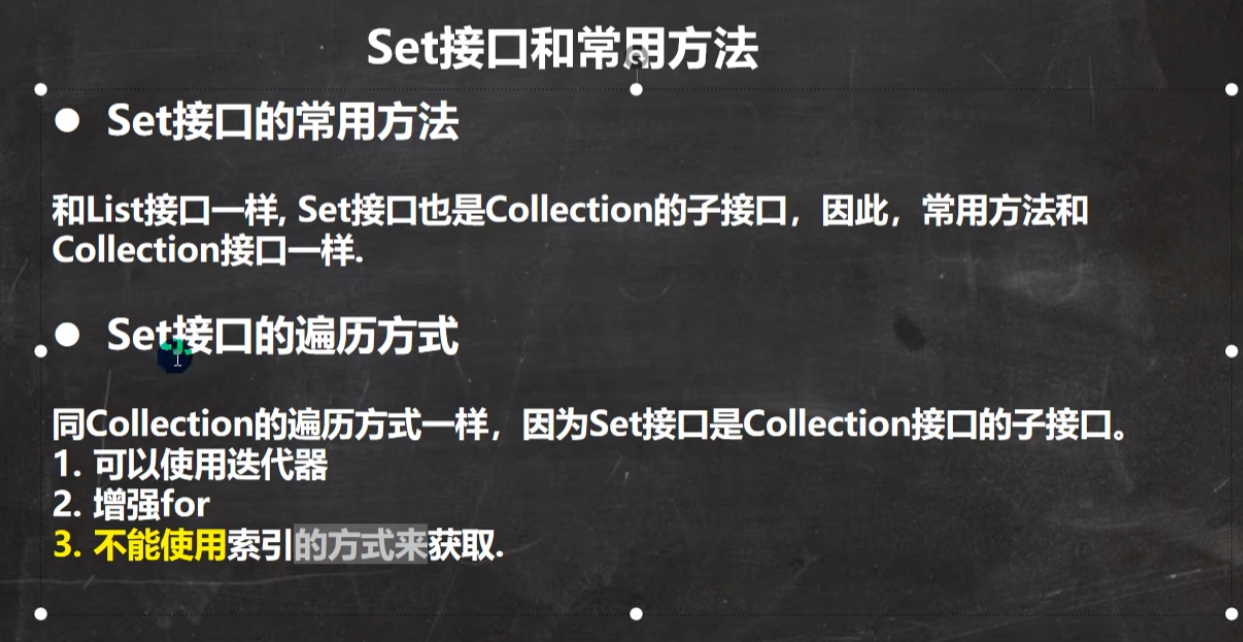 Set接口和常用方法
● Set接口的常用方法
和List接口一样, Set接口也是Collection的子接口，因此，常用方法和
Collection接口一样.
● Set接口的遍历方式
同Collection的遍历方式一样，因为Set接口是Collection接口的子接口。
1. 可以使用迭代器
2. 增强for
3. 不能使用索引的方式来获取.